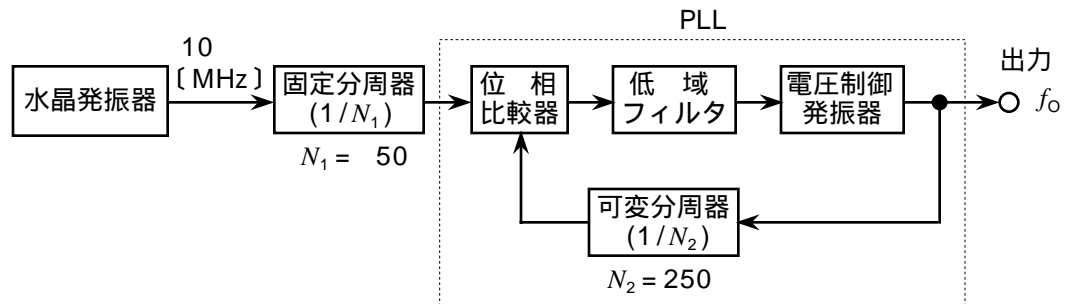 PLL
10
〔MHz〕
水晶発振器
固定分周器
(1/N₁)
N₁ = 50
位 相
比較器
低 域
フィルタ
電圧制御
発振器
出力
f₀
可変分周器
(1/N₂)
N₂ = 250